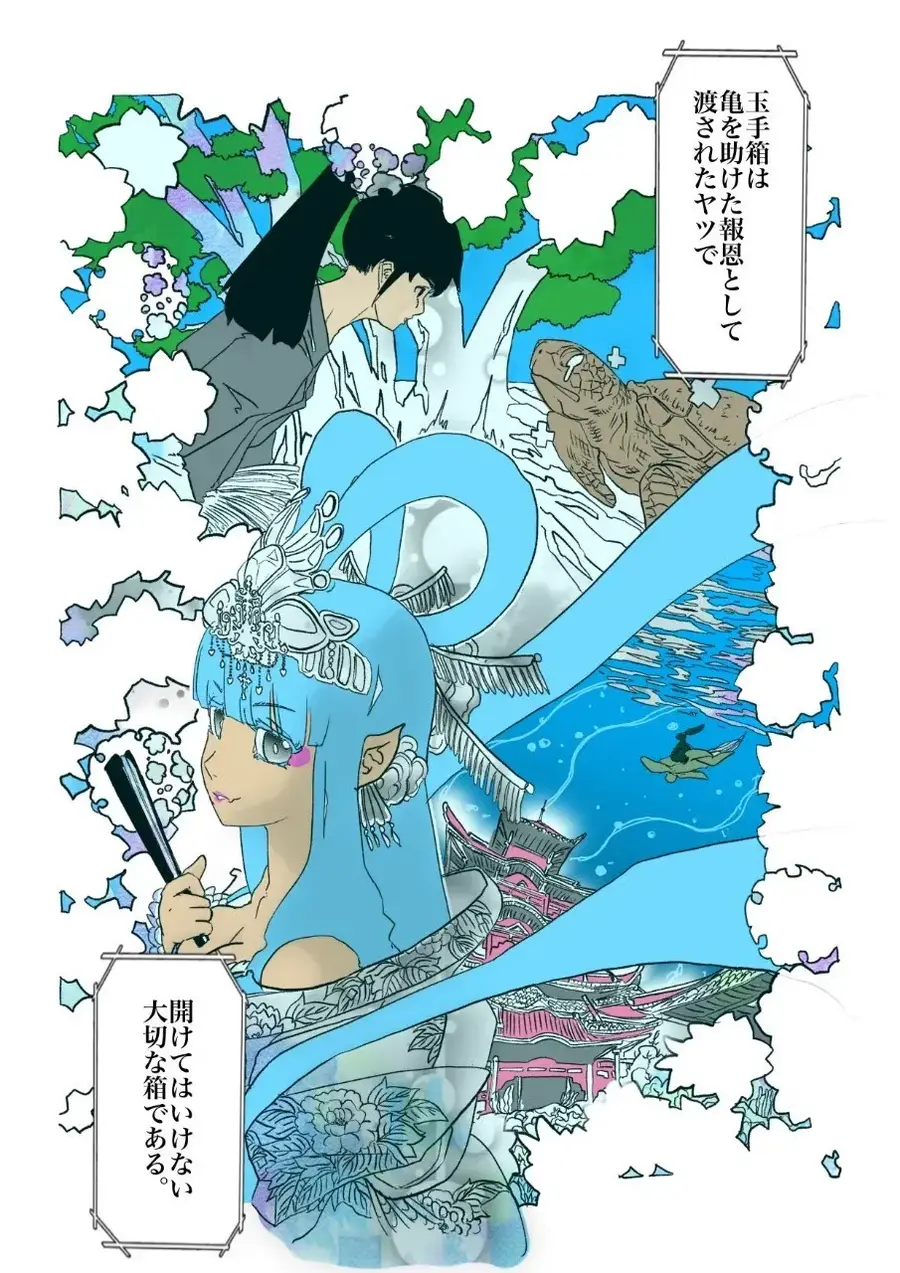 玉手箱は
亀を助けた報恩として
渡されたヤツで
開けてはいけない
大切な箱である。